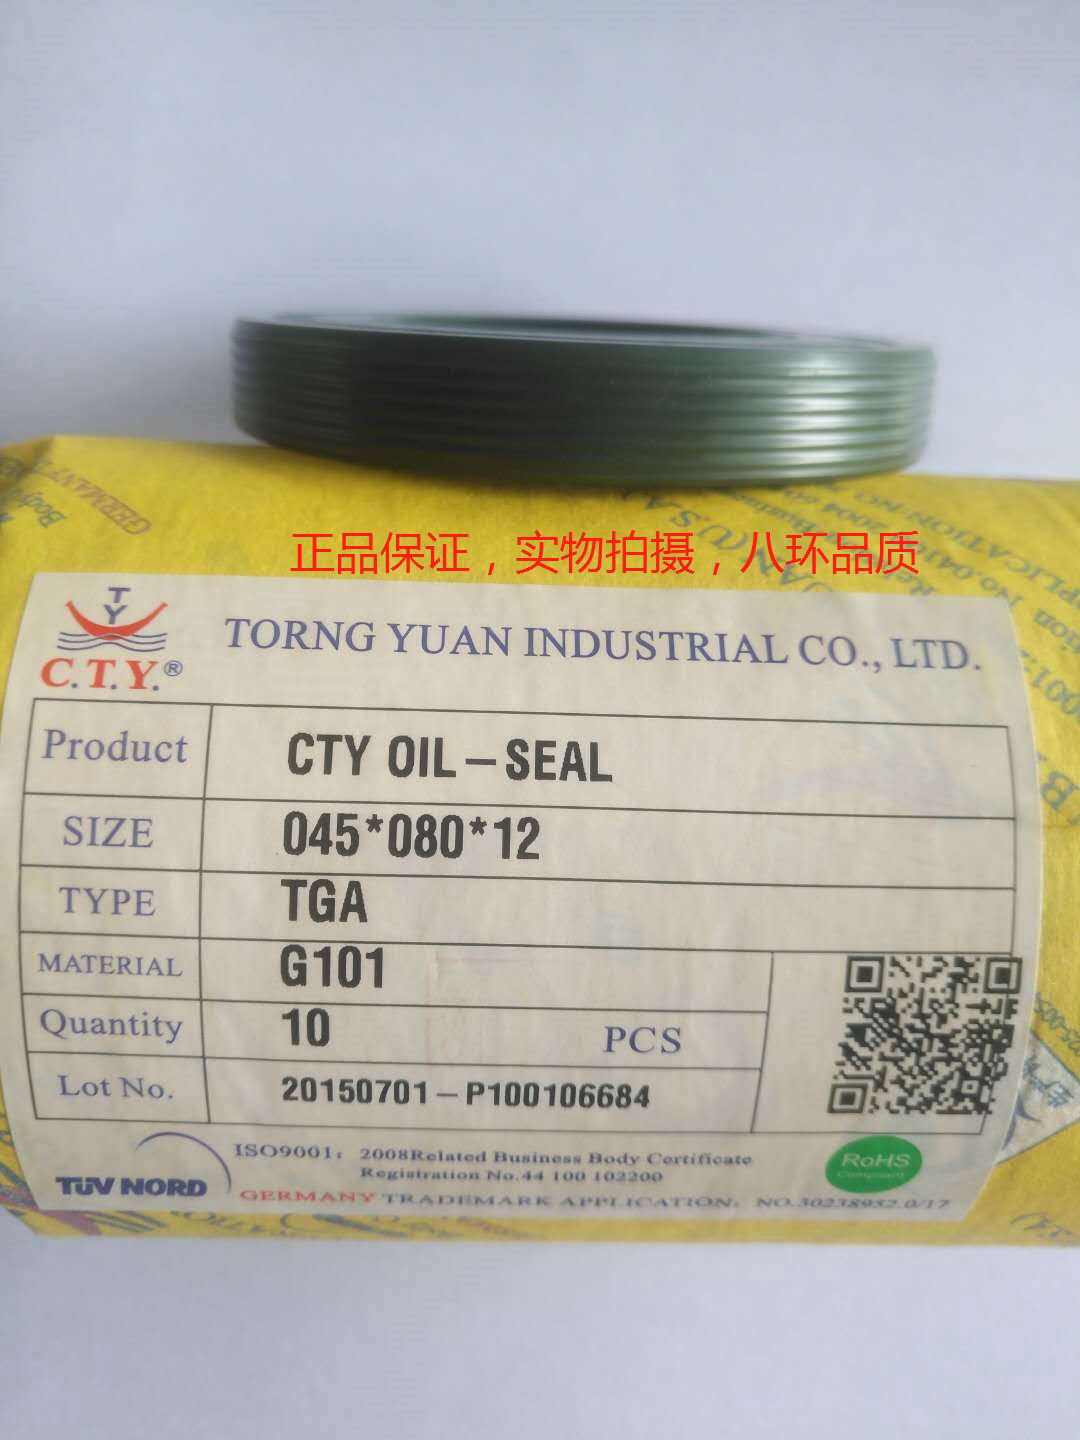 正品保证，实物拍摄，八环品质
T
Y
C.T.Y.®
TORNG YUAN INDUSTRIAL CO., LTD.
Product CTY OIL-SEAL
SIZE 045*080*12
TYPE TGA
MATERIAL G101
Quantity 10 PCS
Lot No. 20150701-P100106684
TÜV NORD
ISO9001: 2008Related Business Body Certificate
Registration No.44 100 102200
GERMANY TRADEMARK APPLICATION: NO.30238952.0/17
RoHS
Compliant